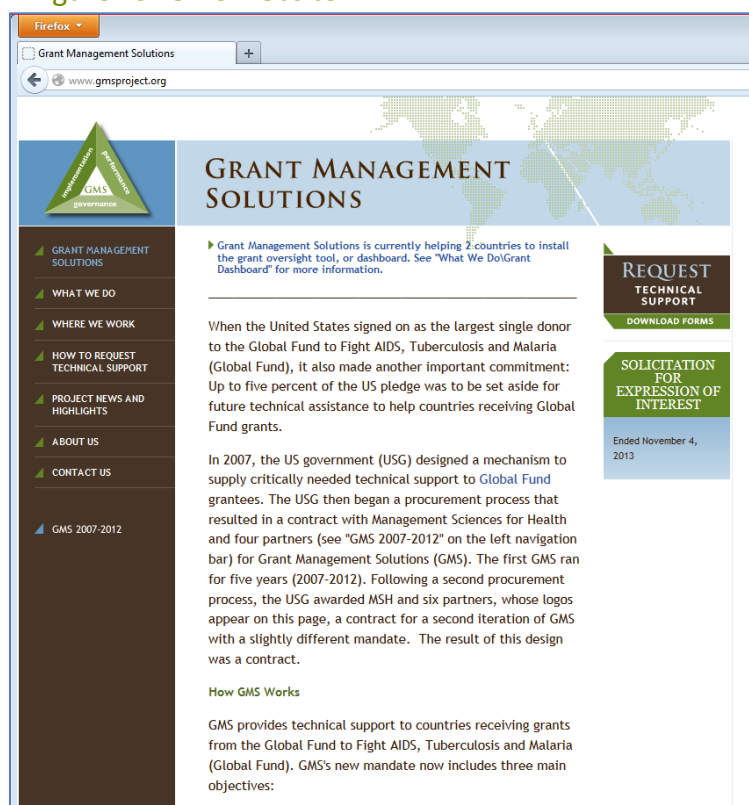 Firefox
Grant Management Solutions
+
www.gmsproject.org
implementation
performance
GMS
governance
GRANT MANAGEMENT
SOLUTIONS
GRANT MANAGEMENT
SOLUTIONS
WHAT WE DO
WHERE WE WORK
HOW TO REQUEST
TECHNICAL SUPPORT
PROJECT NEWS AND
HIGHLIGHTS
ABOUT US
CONTACT US
GMS 2007-2012
Grant Management Solutions is currently helping 2 countries to install
the grant oversight tool, or dashboard. See "What We Do\Grant
Dashboard" for more information.
When the United States signed on as the largest single donor
to the Global Fund to Fight AIDS, Tuberculosis and Malaria
(Global Fund), it also made another important commitment:
Up to five percent of the US pledge was to be set aside for
future technical assistance to help countries receiving Global
Fund grants.
In 2007, the US government (USG) designed a mechanism to
supply critically needed technical support to Global Fund
grantees. The USG then began a procurement process that
resulted in a contract with Management Sciences for Health
and four partners (see "GMS 2007-2012" on the left navigation
bar) for Grant Management Solutions (GMS). The first GMS ran
for five years (2007-2012). Following a second procurement
process, the USG awarded MSH and six partners, whose logos
appear on this page, a contract for a second iteration of GMS
with a slightly different mandate.  The result of this design
was a contract.
How GMS Works
GMS provides technical support to countries receiving grants
from the Global Fund to Fight AIDS, Tuberculosis and Malaria
(Global Fund). GMS's new mandate now includes three main
objectives:
REQUEST
TECHNICAL
SUPPORT
DOWNLOAD FORMS
SOLICITATION
FOR
EXPRESSION OF
INTEREST
Ended November 4,
2013